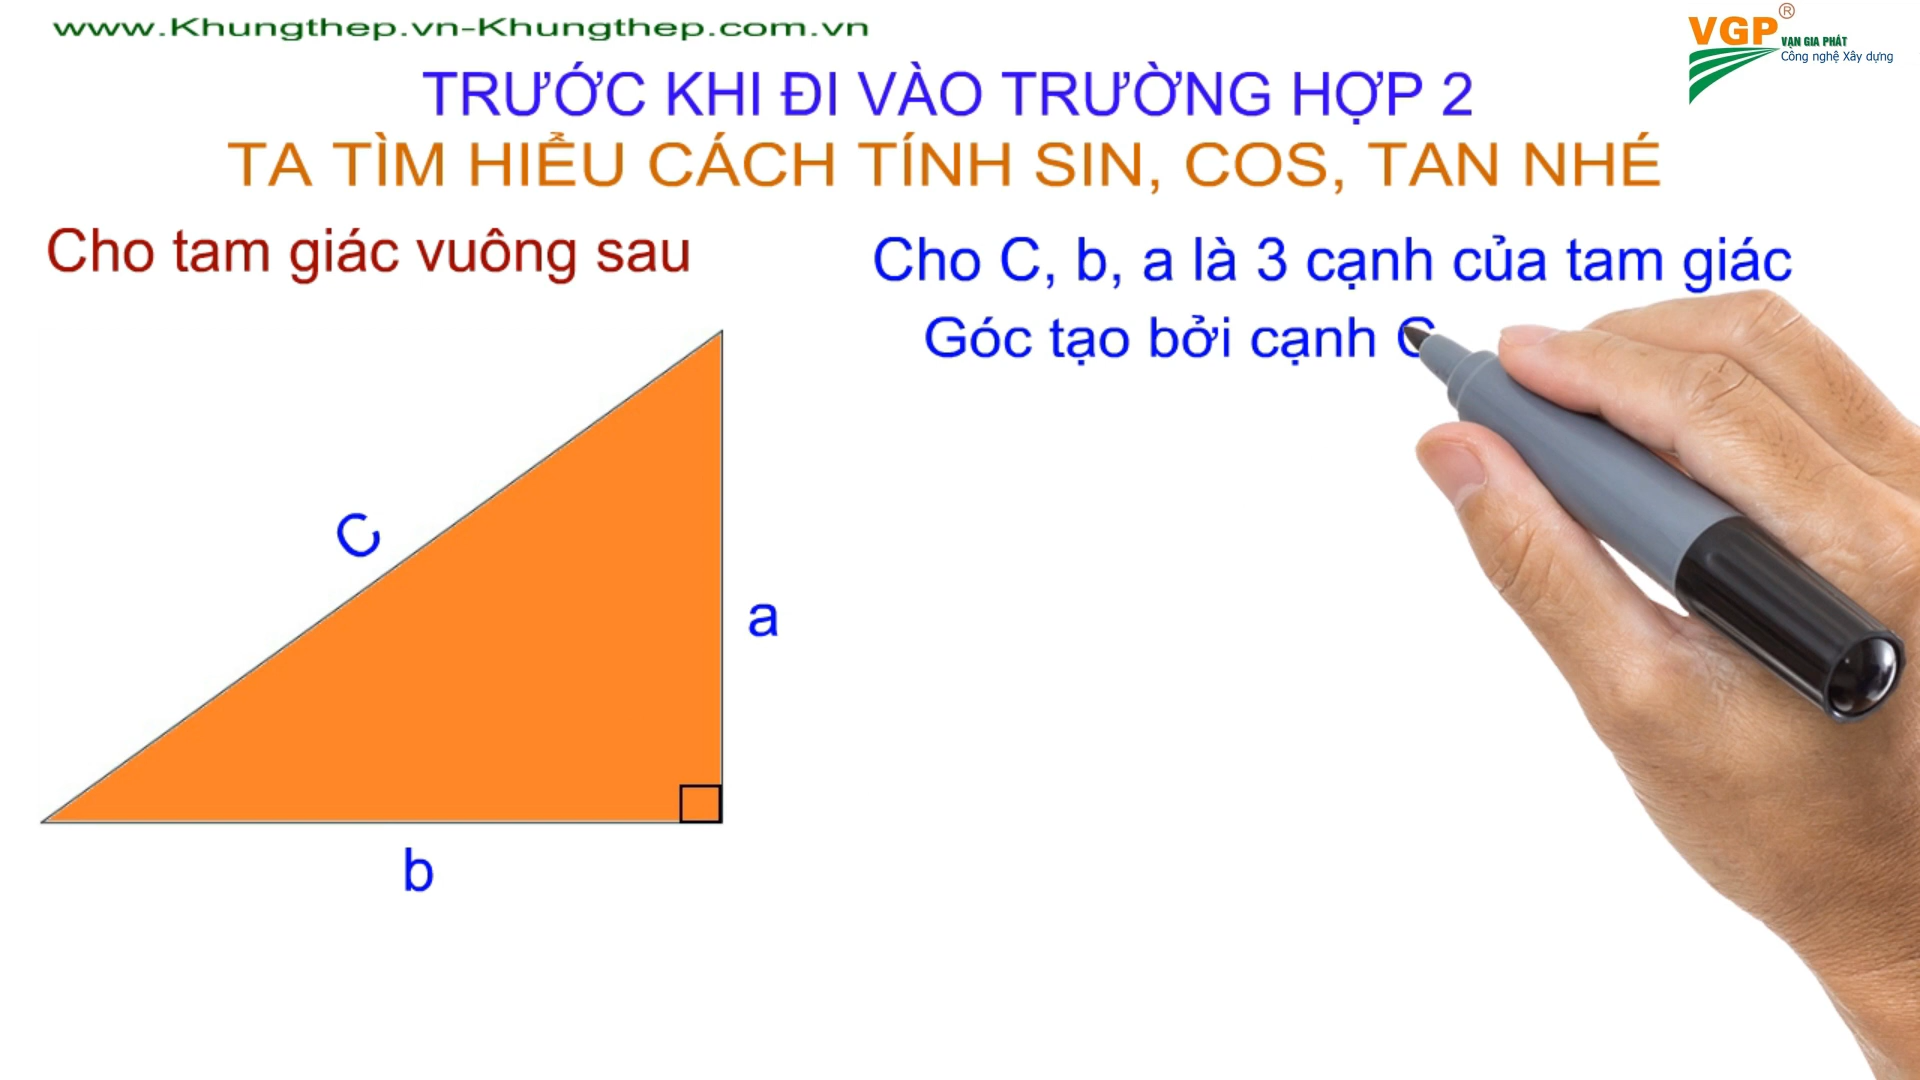 www.Khungthep.vn-Khungthep.com.vn
VGP®
VẠN GIA PHÁT
Công nghệ Xây dựng
TRƯỚC KHI ĐI VÀO TRƯỜNG HỢP 2
TA TÌM HIỂU CÁCH TÍNH SIN, COS, TAN NHÉ
Cho tam giác vuông sau
Cho C, b, a là 3 cạnh của tam giác
Góc tạo bởi cạnh C
C
a
b